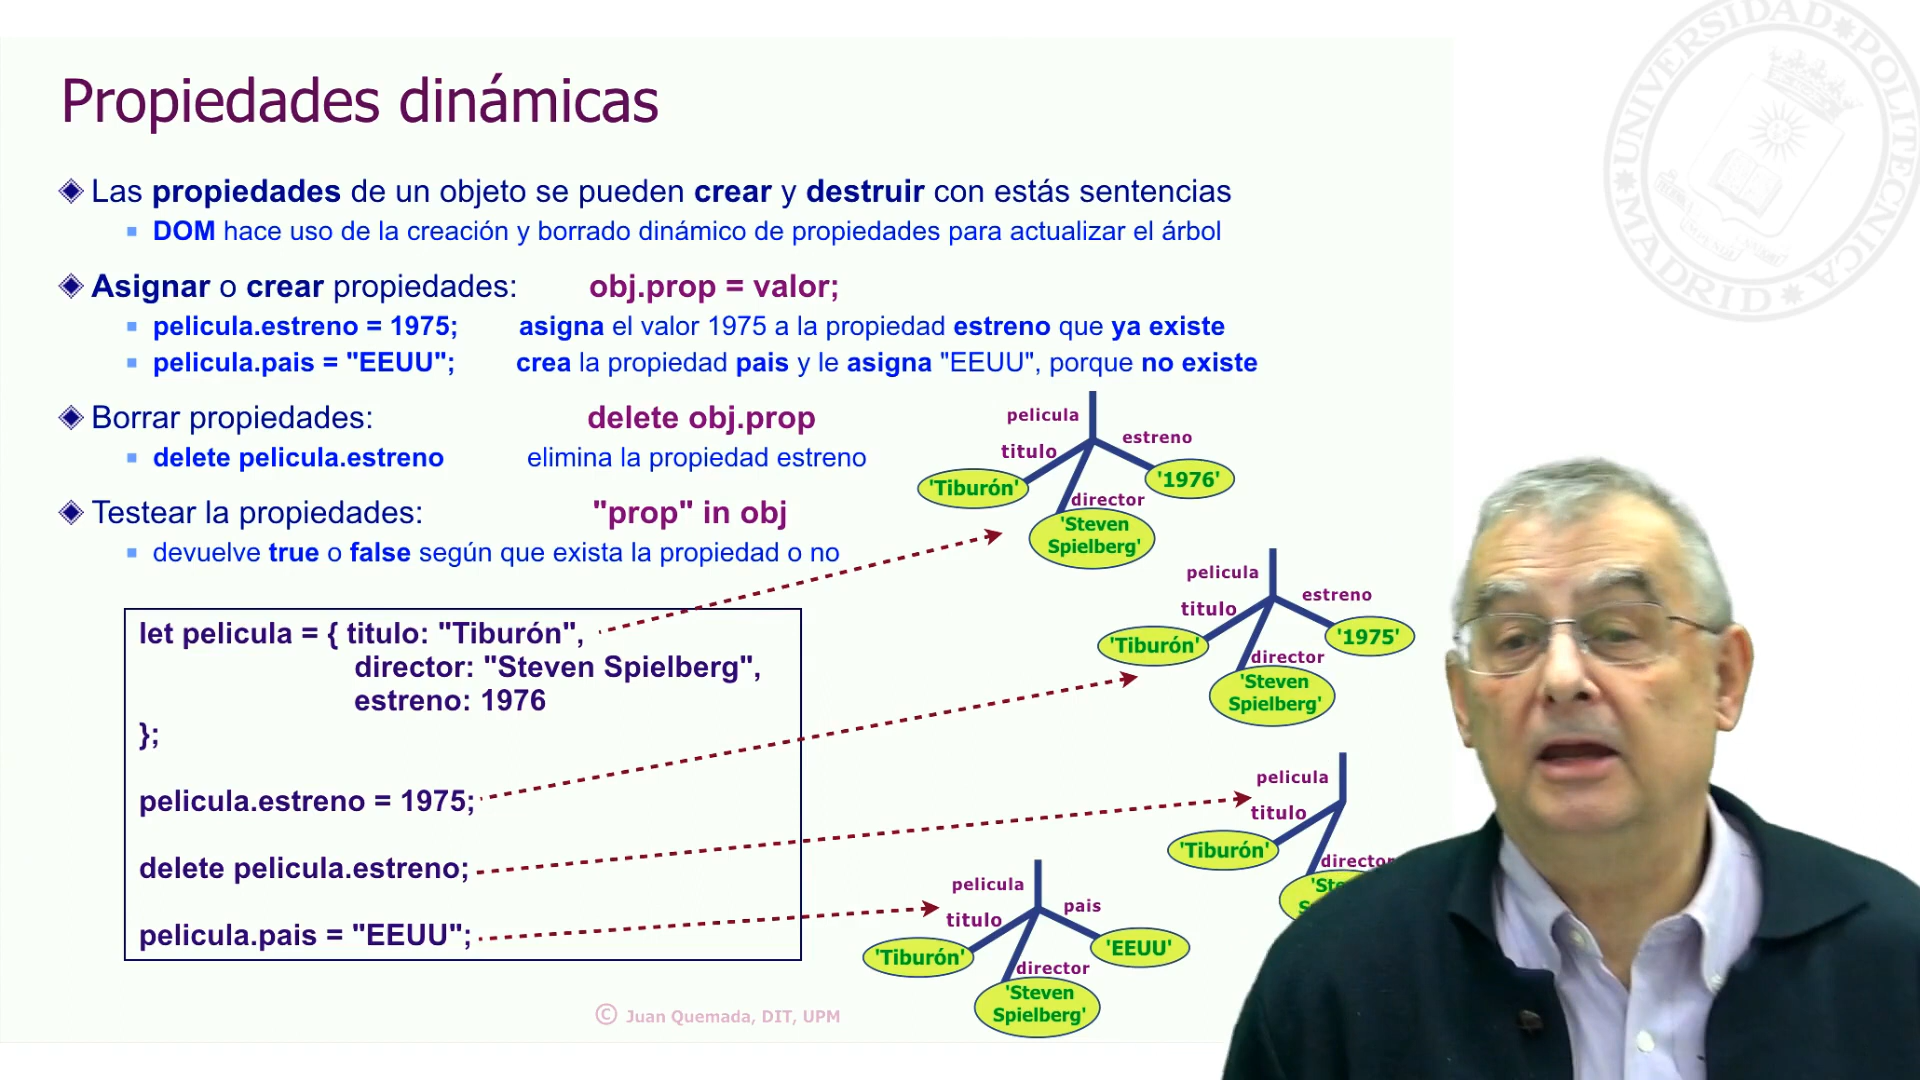 Propiedades dinámicas
Las propiedades de un objeto se pueden crear y destruir con estás sentencias
DOM hace uso de la creación y borrado dinámico de propiedades para actualizar el árbol
Asignar o crear propiedades: obj.prop = valor;
pelicula.estreno = 1975; asigna el valor 1975 a la propiedad estreno que ya existe
pelicula.pais = "EEUU"; crea la propiedad pais y le asigna "EEUU", porque no existe
Borrar propiedades: delete obj.prop
delete pelicula.estreno elimina la propiedad estreno
Testear la propiedades: "prop" in obj
devuelve true o false según que exista la propiedad o no
let pelicula = { titulo: "Tiburón",
director: "Steven Spielberg",
estreno: 1976
};
pelicula.estreno = 1975;
delete pelicula.estreno;
pelicula.pais = "EEUU";
pelicula
estreno
titulo
'1976'
'Tiburón'
director
'Steven
Spielberg'
pelicula
estreno
titulo
'1975'
'Tiburón'
director
'Steven
Spielberg'
pelicula
titulo
'Tiburón'
director
pelicula
pais
titulo
'EEUU'
'Tiburón'
director
'Steven
Spielberg'
© Juan Quemada, DIT, UPM
UNIVERSIDAD POLITECNICA
MADRID